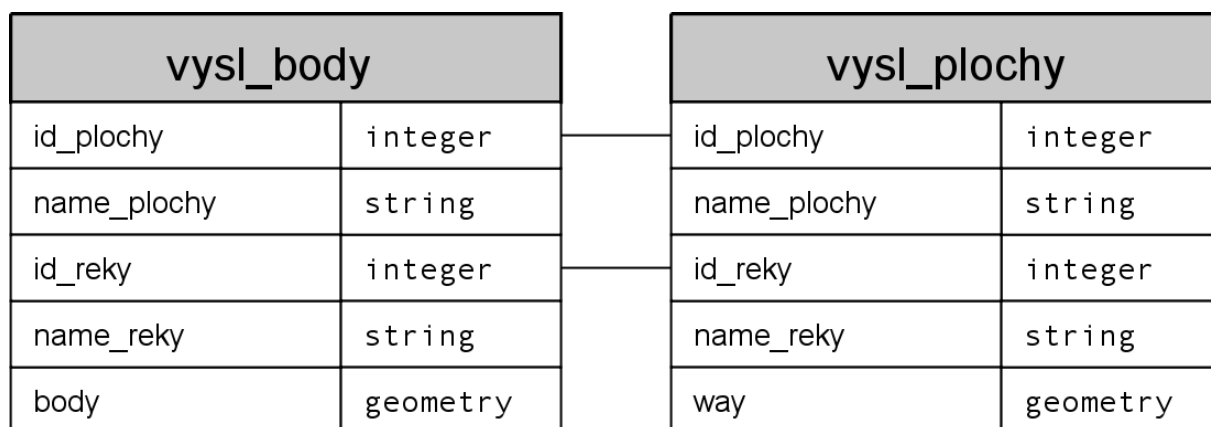 vysl_body
id_plochy integer
name_plochy string
id_reky integer
name_reky string
body geometry
vysl_plochy
id_plochy integer
name_plochy string
id_reky integer
name_reky string
way geometry